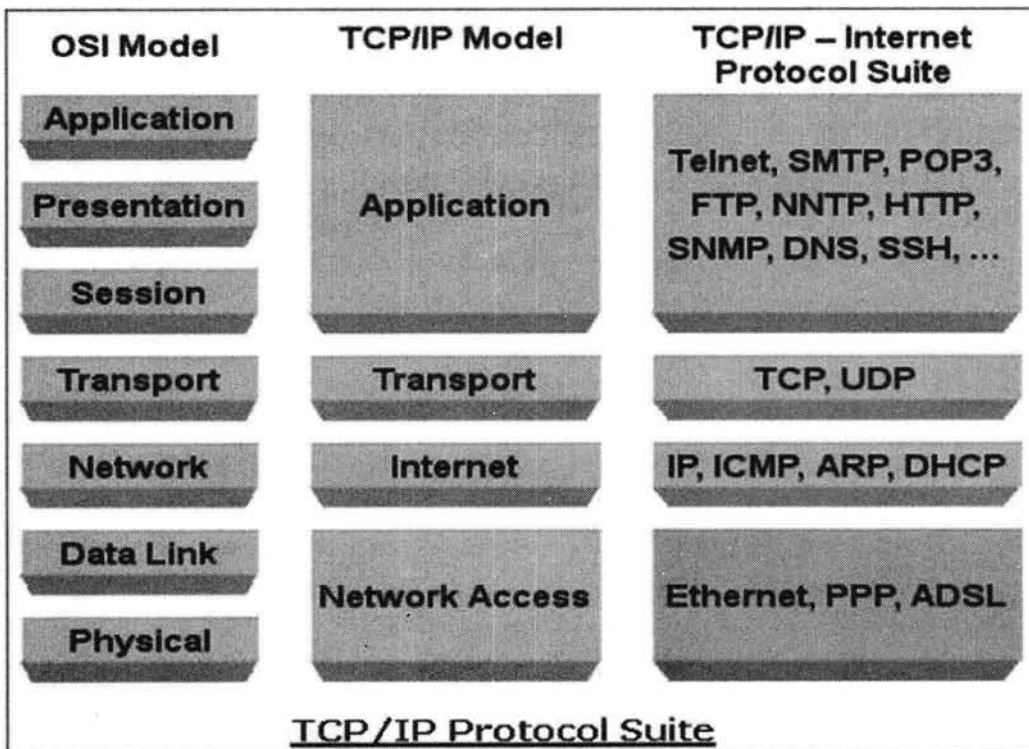 OSI Model
TCP/IP Model
TCP/IP – Internet
Protocol Suite
Application
Presentation
Session
Transport
Network
Data Link
Physical
Application
Transport
Internet
Network Access
Telnet, SMTP, POP3,
FTP, NNTP, HTTP,
SNMP, DNS, SSH, ...
TCP, UDP
IP, ICMP, ARP, DHCP
Ethernet, PPP, ADSL
TCP/IP Protocol Suite